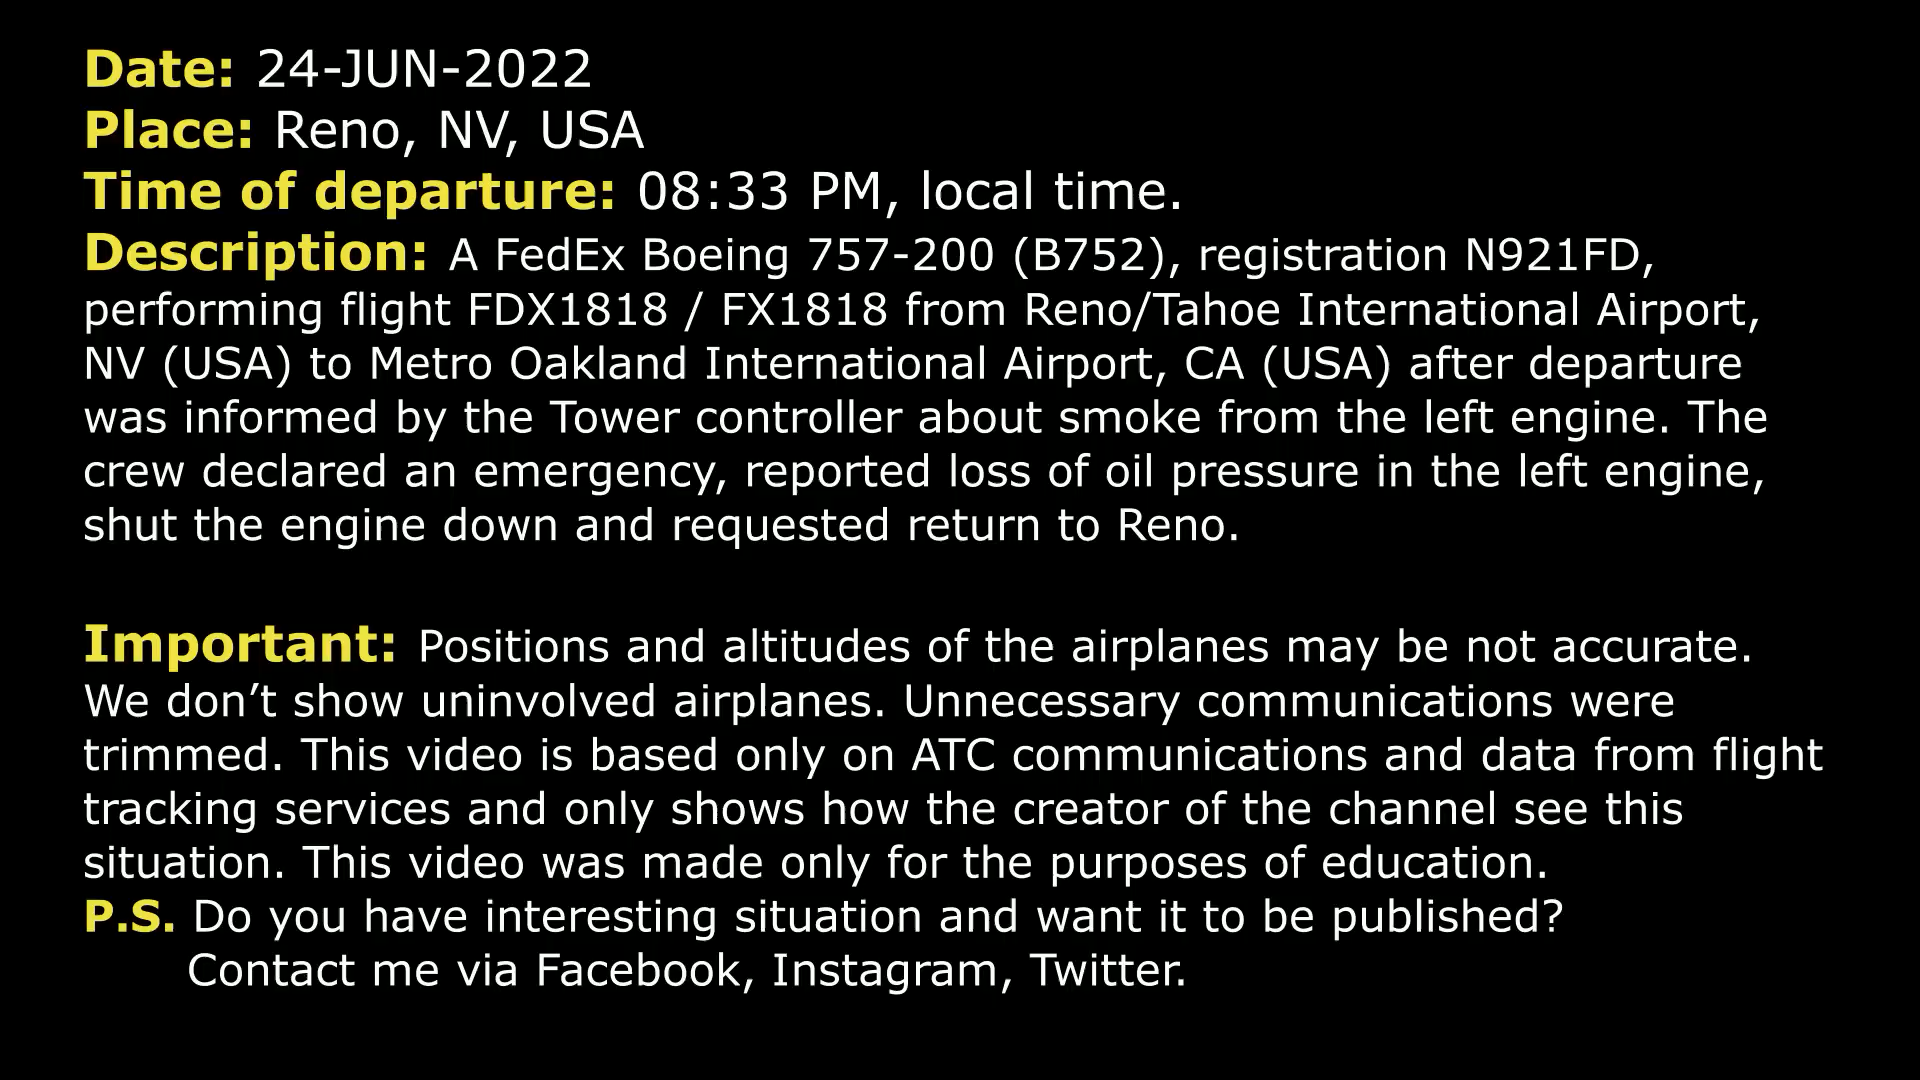 Date: 24-JUN-2022
Place: Reno, NV, USA
Time of departure: 08:33 PM, local time.
Description: A FedEx Boeing 757-200 (B752), registration N921FD,
performing flight FDX1818 / FX1818 from Reno/Tahoe International Airport,
NV (USA) to Metro Oakland International Airport, CA (USA) after departure
was informed by the Tower controller about smoke from the left engine. The
crew declared an emergency, reported loss of oil pressure in the left engine,
shut the engine down and requested return to Reno.
Important: Positions and altitudes of the airplanes may be not accurate.
We don’t show uninvolved airplanes. Unnecessary communications were
trimmed. This video is based only on ATC communications and data from flight
tracking services and only shows how the creator of the channel see this
situation. This video was made only for the purposes of education.
P.S. Do you have interesting situation and want it to be published?
Contact me via Facebook, Instagram, Twitter.